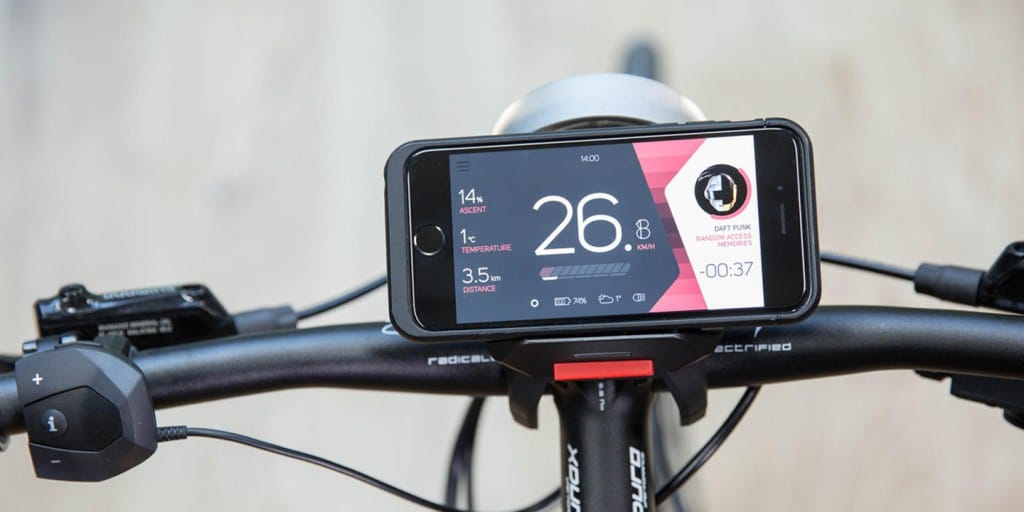 14:00
14%
ASCENT
1°C
TEMPERATURE
3.5 km
DISTANCE
26.8
KM/H
74%
1°
DAFT PUNK
RANDOM ACCESS
MEMORIES
-00:37
radical
ectrified
+
i
-